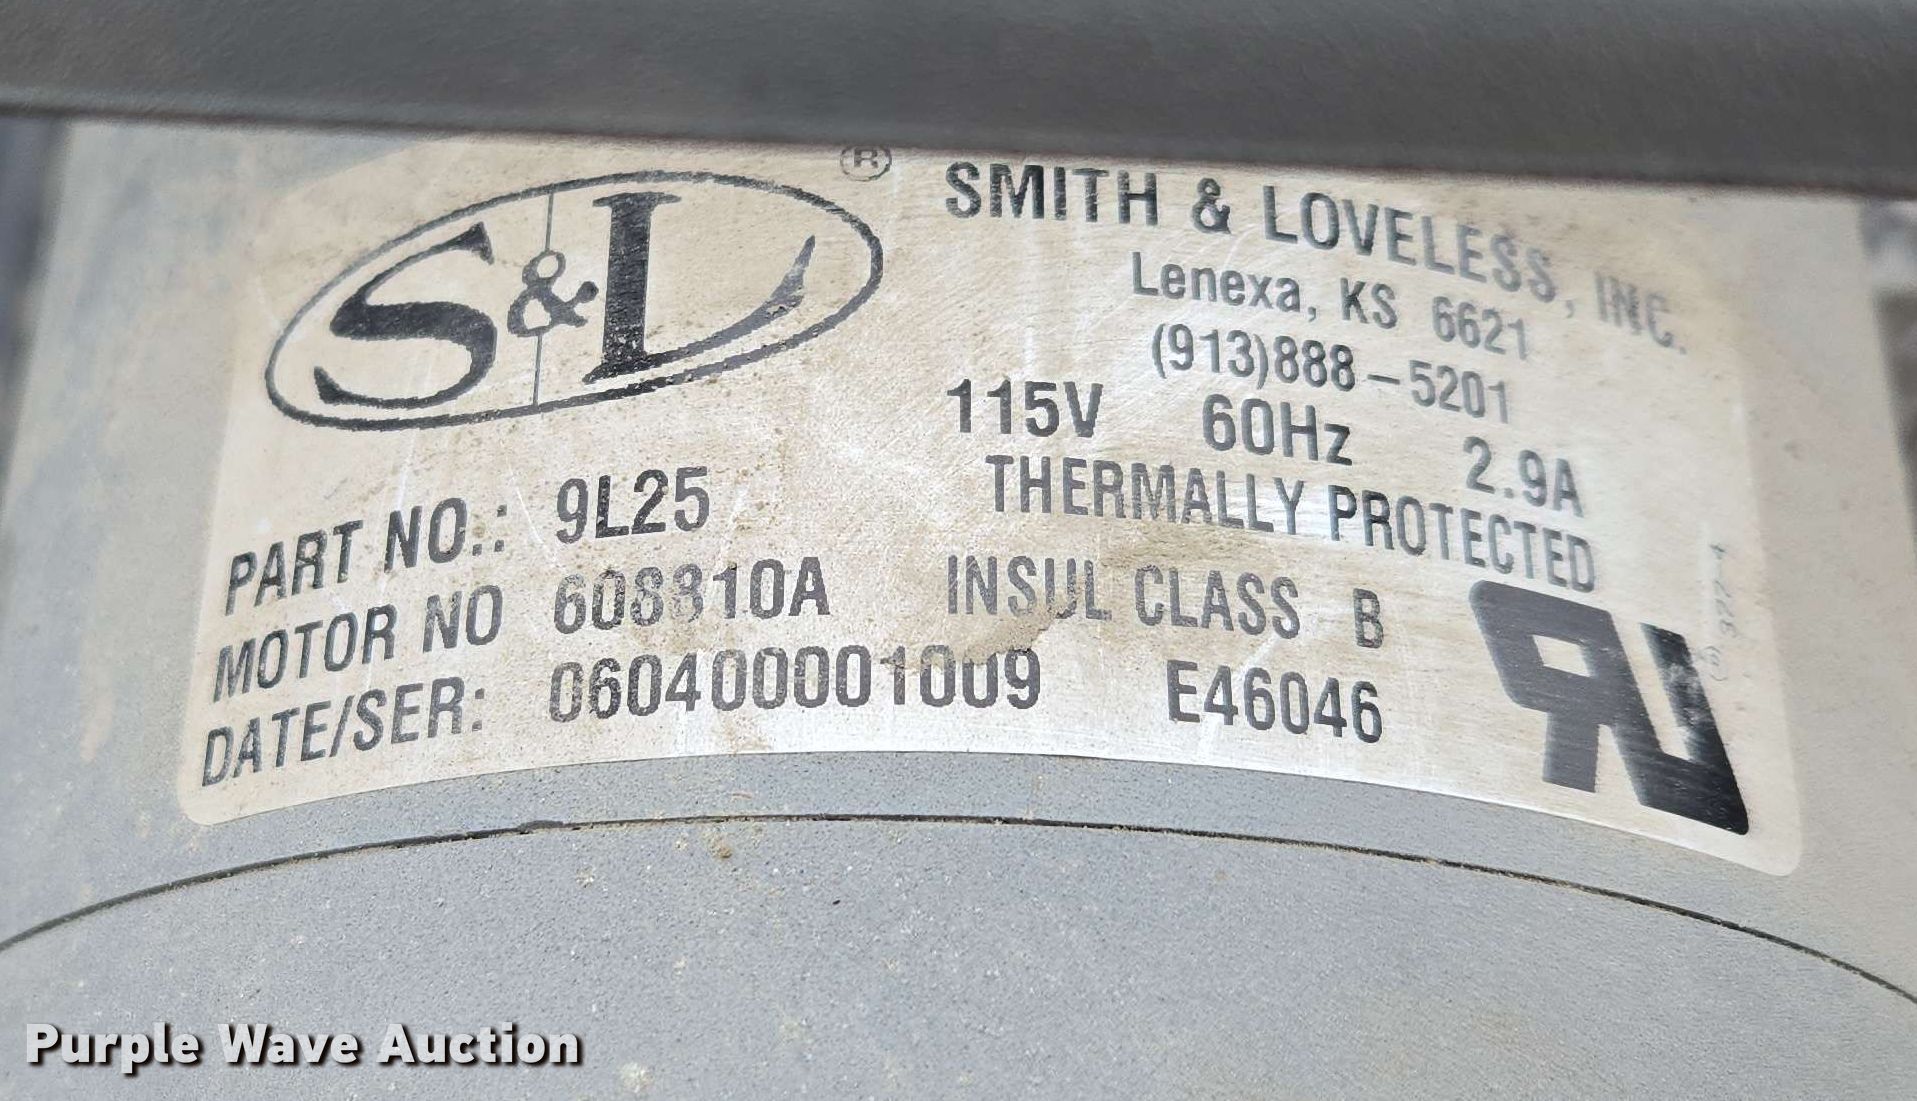 S&L®
SMITH & LOVELESS, INC.
Lenexa, KS 6621
(913)888-5201
115V 60Hz 2.9A
THERMALLY PROTECTED
PART NO.: 9L25
MOTOR NO 608810A INSUL CLASS B
DATE/SER: 060400001009 E46046
Purple Wave Auction